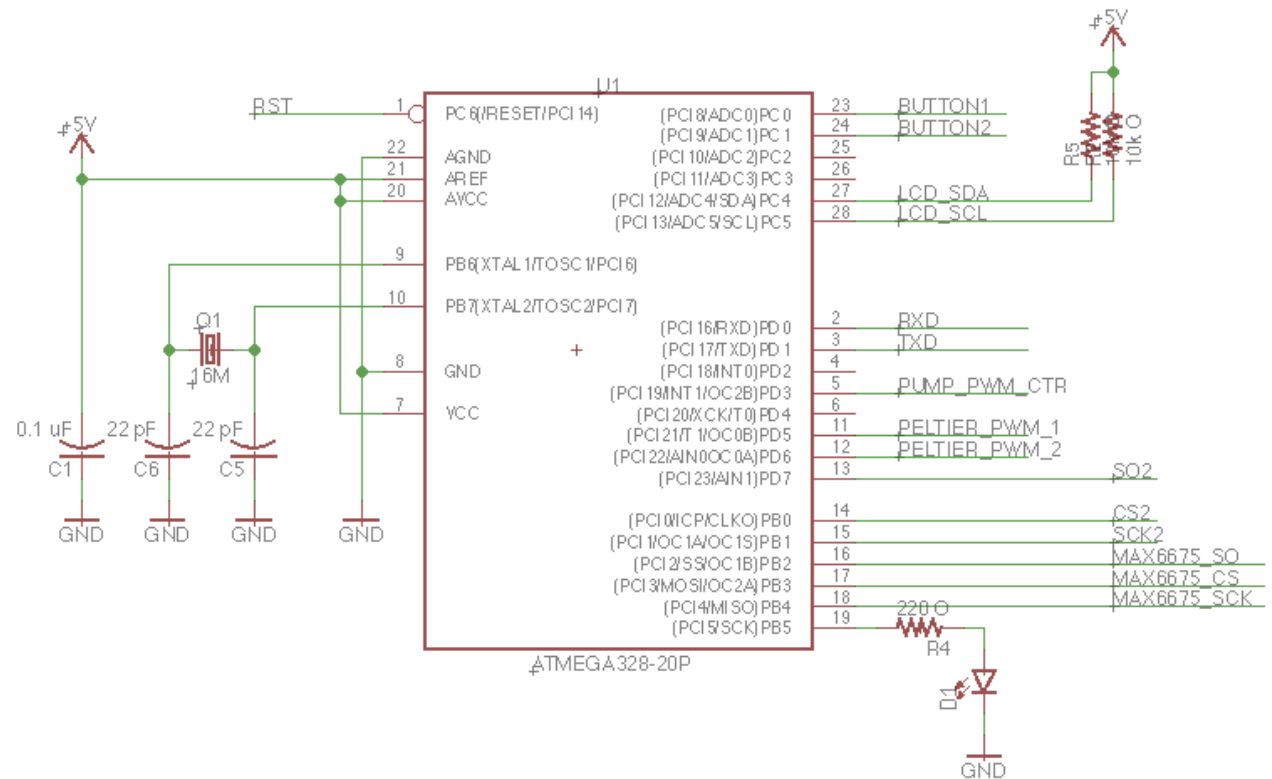 +5V
U1
RST
1
PC6(/RESET/PCI14)
(PCI8/ADC0)PC0
23
BUTTON1
+5V
(PCI9/ADC1)PC1
24
BUTTON2
22
AGND
(PCI10/ADC2)PC2
25
R5
10k O
21
AREF
(PCI11/ADC3)PC3
26
20
AVCC
(PCI12/ADC4/SDA)PC4
27
LCD_SDA
(PCI13/ADC5/SCL)PC5
28
LCD_SCL
9
PB6(XTAL1/TOSC1/PCI6)
10
PB7(XTAL2/TOSC2/PCI7)
Q1
16M
(PCI16/RXD)PD0
2
RXD
(PCI17/TXD)PD1
3
TXD
8
GND
(PCI18/INT0)PD2
4
(PCI19/INT1/OC2B)PD3
5
PUMP_PWM_CTR
7
VCC
(PCI20/XCK/T0)PD4
6
0.1 uF
22 pF
22 pF
(PCI21/T1/OC0B)PD5
11
PELTIER_PWM_1
(PCI22/AIN0OC0A)PD6
12
PELTIER_PWM_2
C1
C6
C5
(PCI23/AIN1)PD7
13
SO2
GND
GND
GND
GND
(PCI0/ICP/CLKO)PB0
14
CS2
(PCI1/OC1A/OC1S)PB1
15
SCK2
(PCI2/SS/OC1B)PB2
16
MAX6675_SO
(PCI3/MOSI/OC2A)PB3
17
MAX6675_CS
(PCI4/MISO)PB4
18
MAX6675_SCK
(PCI5/SCK)PB5
19
220 O
R4
ATMEGA328-20P
D1
GND